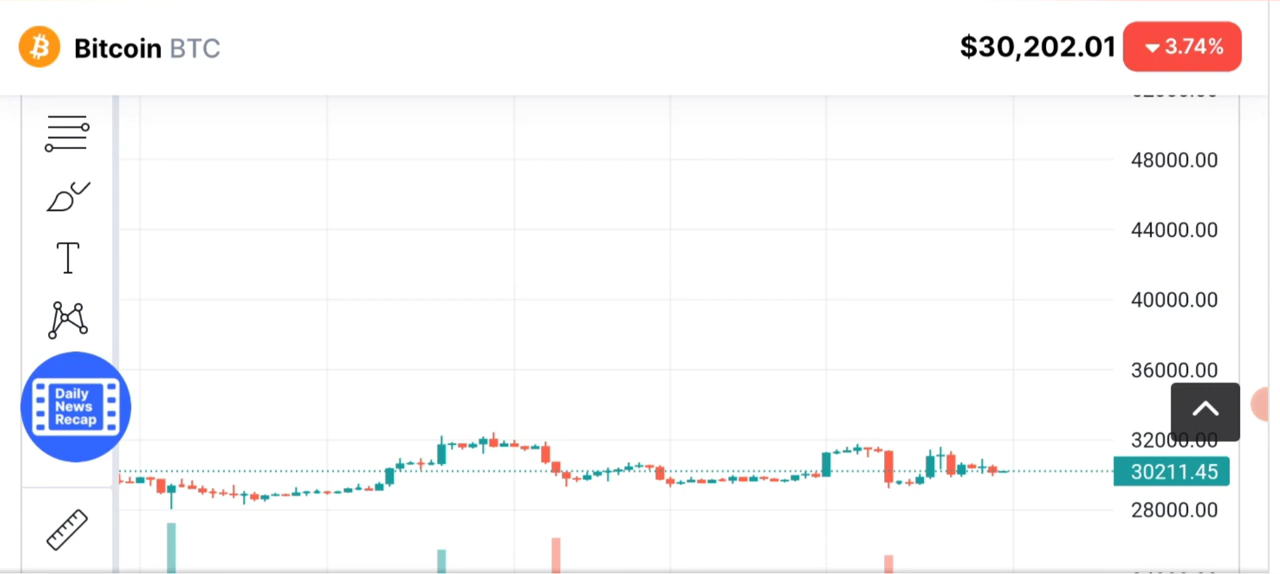 Bitcoin BTC
$30,202.01
3.74%
48000.00
T
44000.00
40000.00
36000.00
Daily
News
Recap
32000.00
30211.45
28000.00